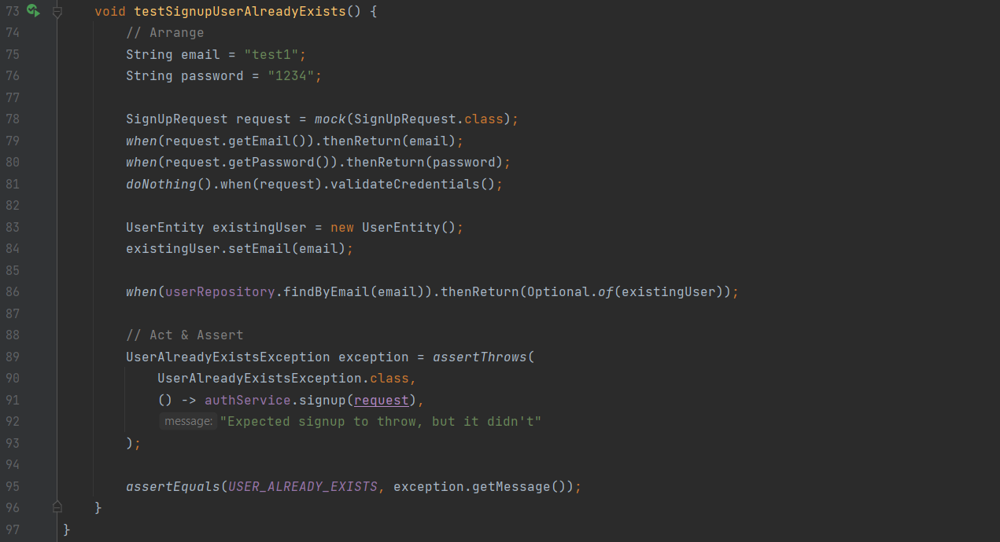 73 void testSignupUserAlreadyExists() {
74 // Arrange
75 String email = "test1";
76 String password = "1234";
77
78 SignUpRequest request = mock(SignUpRequest.class);
79 when(request.getEmail()).thenReturn(email);
80 when(request.getPassword()).thenReturn(password);
81 doNothing().when(request).validateCredentials();
82
83 UserEntity existingUser = new UserEntity();
84 existingUser.setEmail(email);
85
86 when(userRepository.findByEmail(email)).thenReturn(Optional.of(existingUser));
87
88 // Act & Assert
89 UserAlreadyExistsException exception = assertThrows(
90 UserAlreadyExistsException.class,
91 () -> authService.signup(request),
92 message: "Expected signup to throw, but it didn't"
93 );
94
95 assertEquals(USER_ALREADY_EXISTS, exception.getMessage());
96 }
97 }